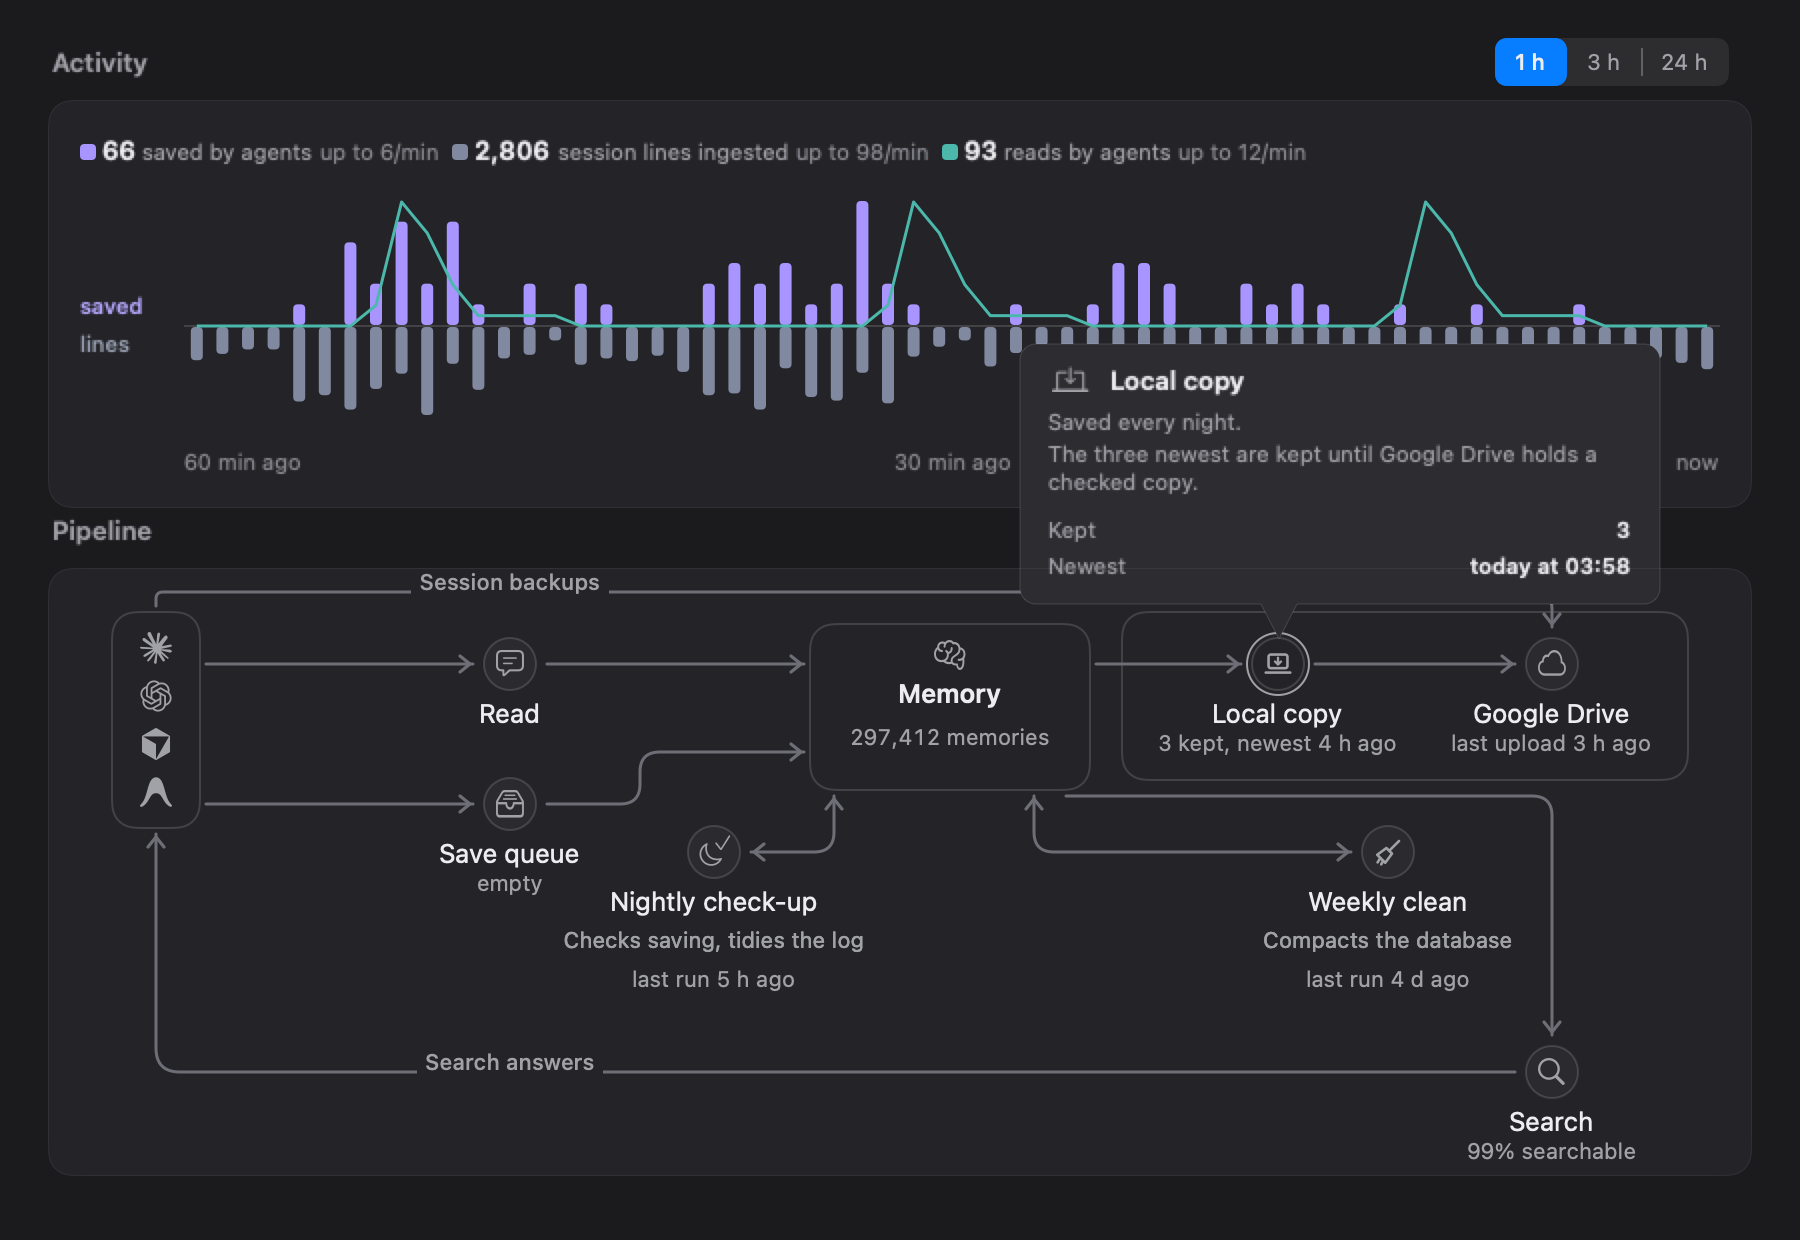 Activity
1 h
3 h
24 h
66 saved by agents up to 6/min
2,806 session lines ingested up to 98/min
93 reads by agents up to 12/min
saved
lines
60 min ago
30 min ago
now
Local copy
Saved every night.
The three newest are kept until Google Drive holds a
checked copy.
Kept 3
Newest today at 03:58
Pipeline
Session backups
Read
Memory
297,412 memories
Local copy
3 kept, newest 4 h ago
Google Drive
last upload 3 h ago
Save queue
empty
Nightly check-up
Checks saving, tidies the log
last run 5 h ago
Weekly clean
Compacts the database
last run 4 d ago
Search answers
Search
99% searchable